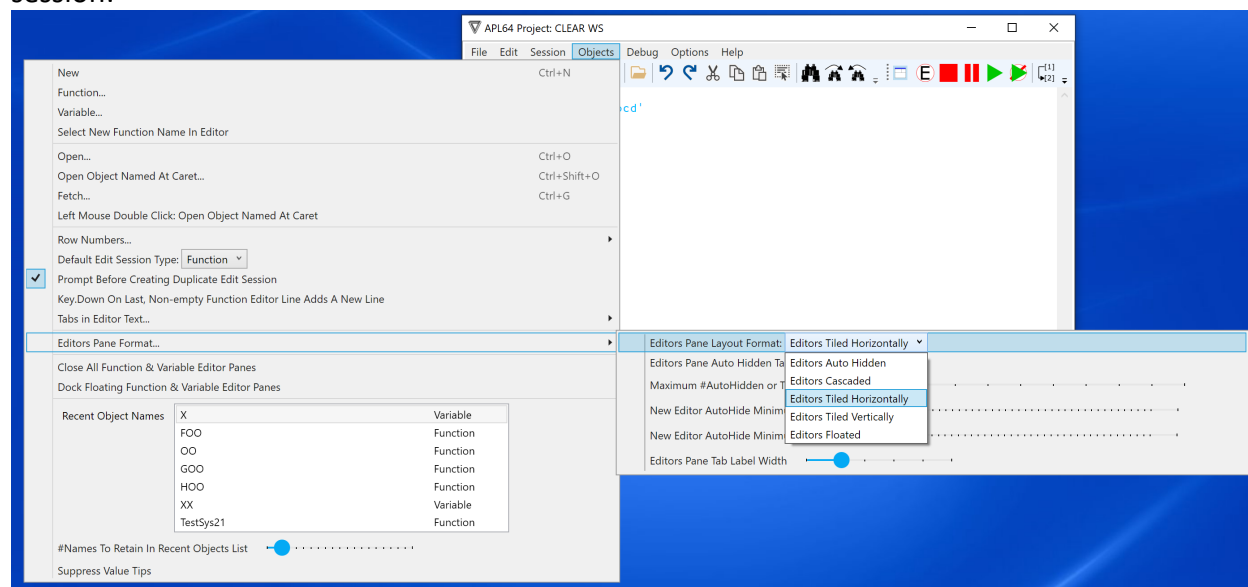 session.
APL64 Project: CLEAR WS
File Edit Session Objects Debug Options Help
New Ctrl+N
Function...
Variable...
Select New Function Name In Editor
Open... Ctrl+O
Open Object Named At Caret... Ctrl+Shift+O
Fetch... Ctrl+G
Left Mouse Double Click: Open Object Named At Caret
Row Numbers...
Default Edit Session Type: Function
Prompt Before Creating Duplicate Edit Session
Key.Down On Last, Non-empty Function Editor Line Adds A New Line
Tabs in Editor Text...
Editors Pane Format...
Close All Function & Variable Editor Panes
Dock Floating Function & Variable Editor Panes
Recent Object Names X Variable
FOO Function
OO Function
GOO Function
HOO Function
XX Variable
TestSys21 Function
#Names To Retain In Recent Objects List
Suppress Value Tips
E
[1]
[2]
cd'
Editors Pane Layout Format: Editors Tiled Horizontally
Editors Pane Auto Hidden Ta
Editors Auto Hidden
Maximum #AutoHidden or T
Editors Cascaded
Editors Tiled Horizontally
New Editor AutoHide Minim
Editors Tiled Vertically
New Editor AutoHide Minim
Editors Floated
Editors Pane Tab Label Width